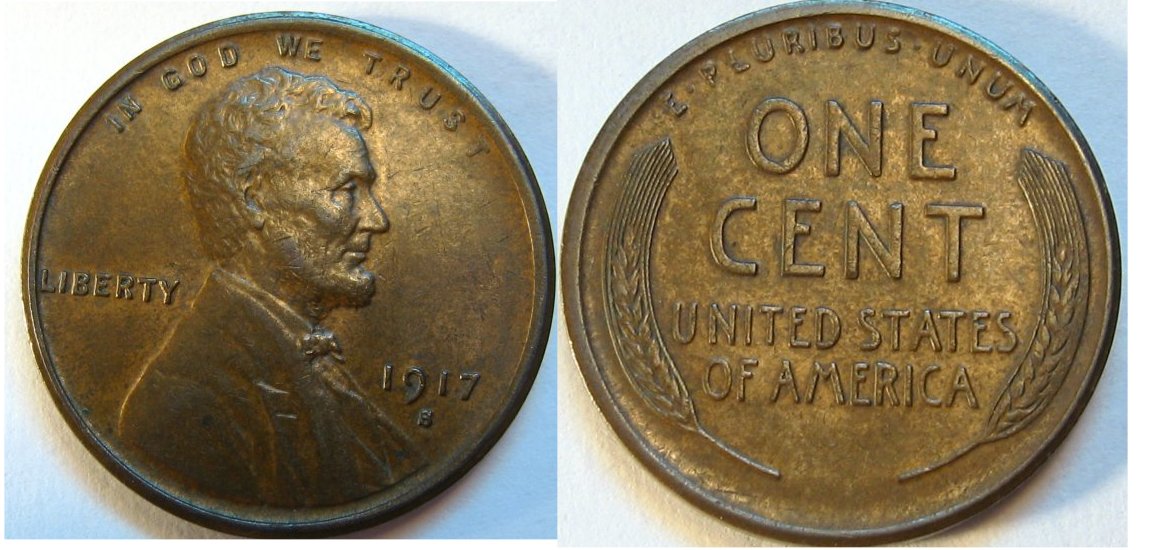 IN GOD WE TRUST
LIBERTY
1917
S
E·PLURIBUS·UNUM
ONE
CENT
UNITED STATES
OF AMERICA